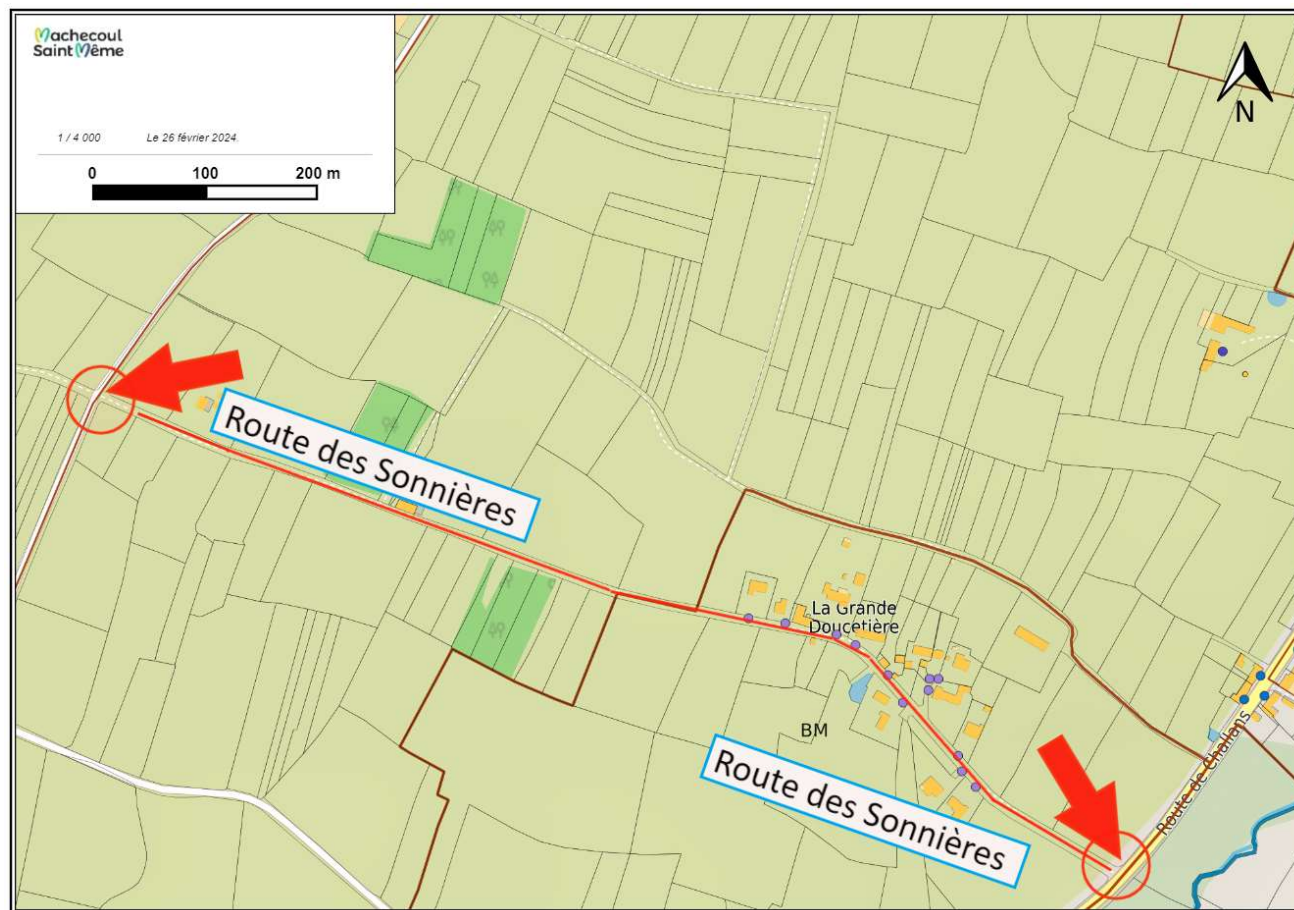 Machecoul
Saint Même
1 / 4 000 Le 26 février 2024.
0 100 200 m
N
Route des Sonnières
La Grande
Doucetière
BM
Route de Challans
Route des Sonnières